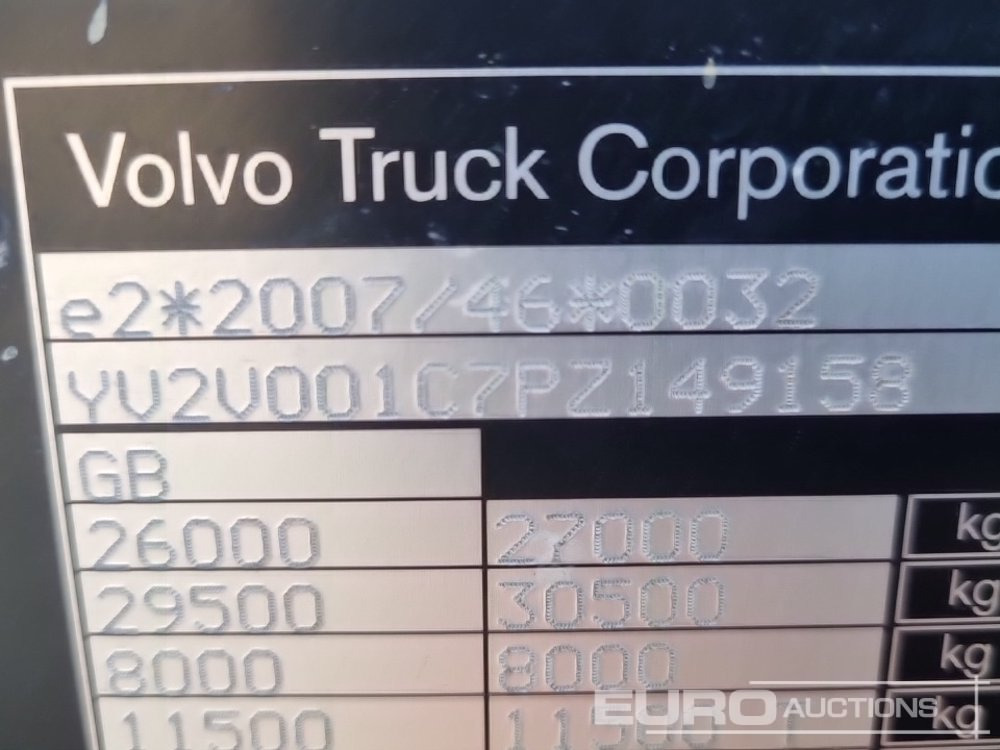 Volvo Truck Corporatio
e2*2007/46*0032
YV2V001C7PZ149158
GB
26000 27000 kg
29500 30500 kg
8000 8000 kg
11500 11500 kg
EURO AUCTIONS